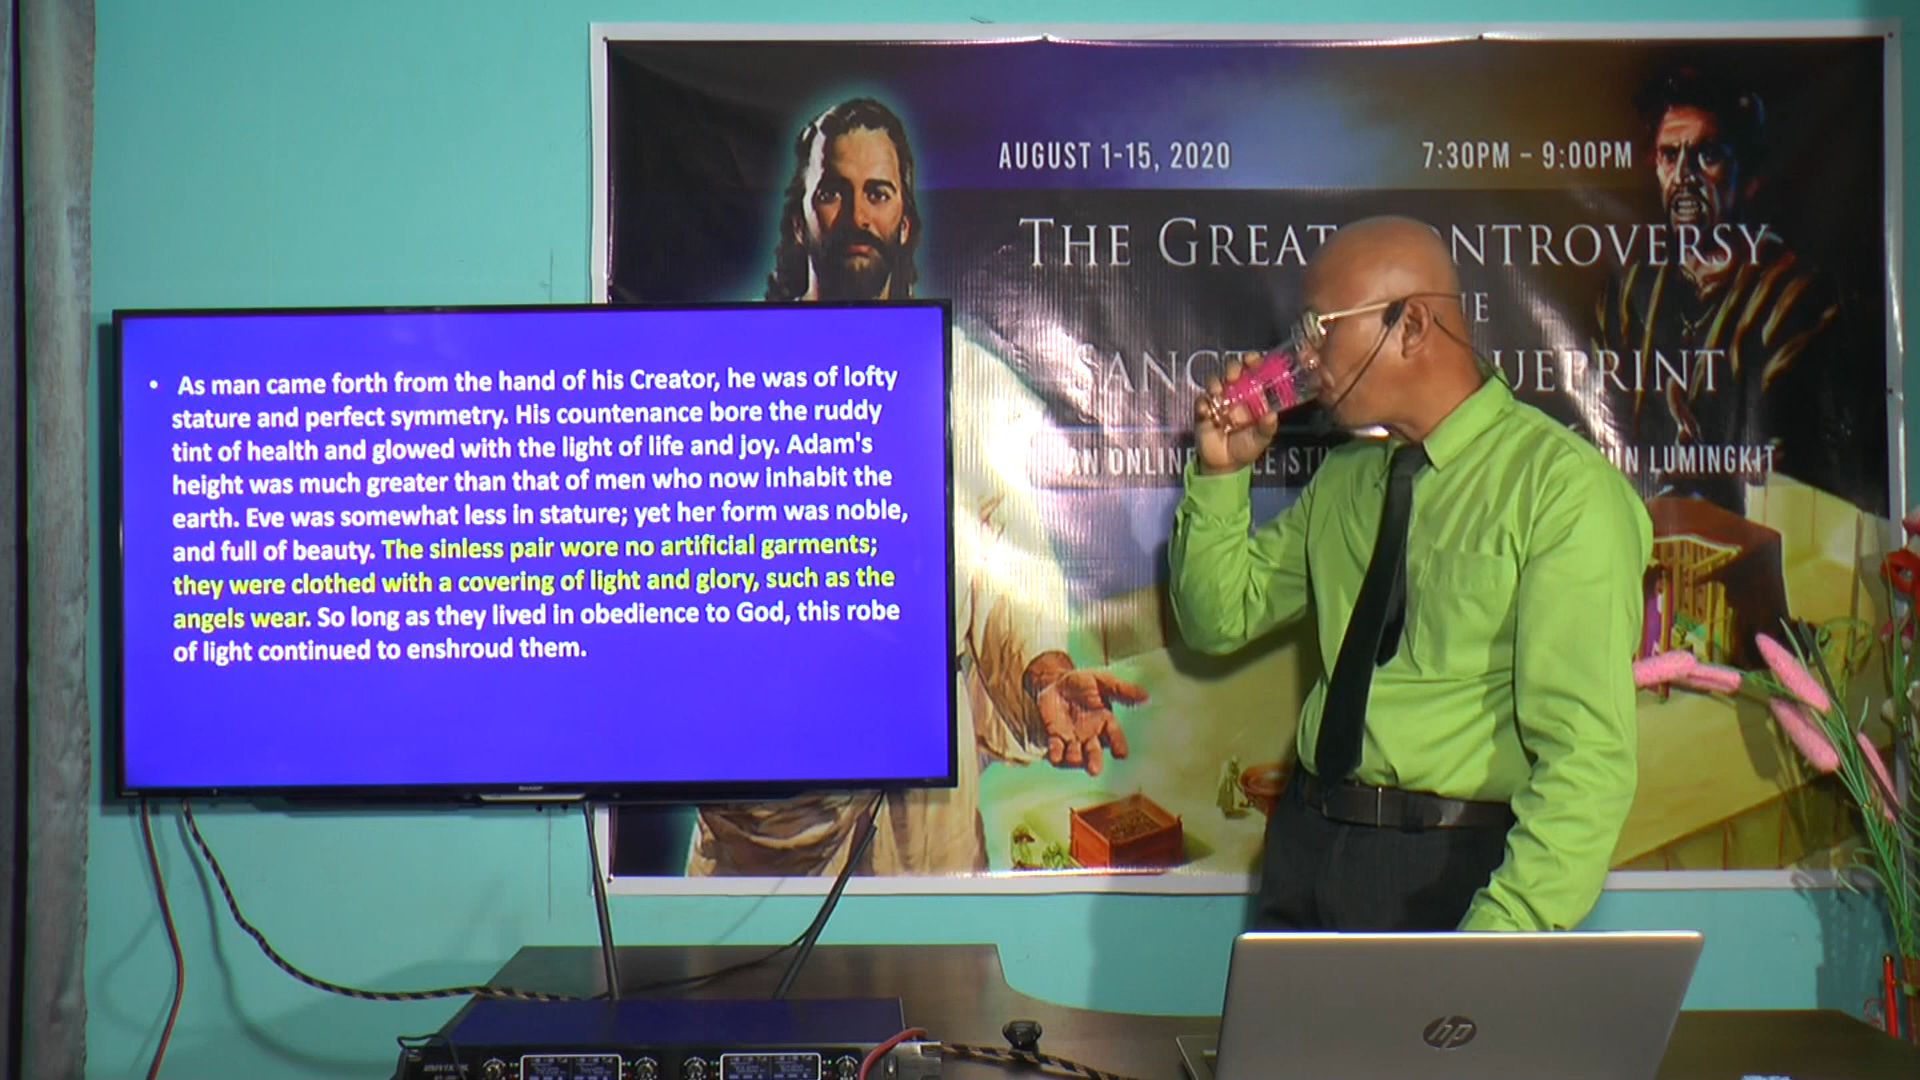 AUGUST 1-15, 2020
7:30PM – 9:00PM
THE GREAT NTROVERSY
SANCT UEPRINT
AN ONLINE LE STU N LUMINGKIT
• As man came forth from the hand of his Creator, he was of lofty
stature and perfect symmetry. His countenance bore the ruddy
tint of health and glowed with the light of life and joy. Adam's
height was much greater than that of men who now inhabit the
earth. Eve was somewhat less in stature; yet her form was noble,
and full of beauty. The sinless pair wore no artificial garments;
they were clothed with a covering of light and glory, such as the
angels wear. So long as they lived in obedience to God, this robe
of light continued to enshroud them.
SHARP
hp